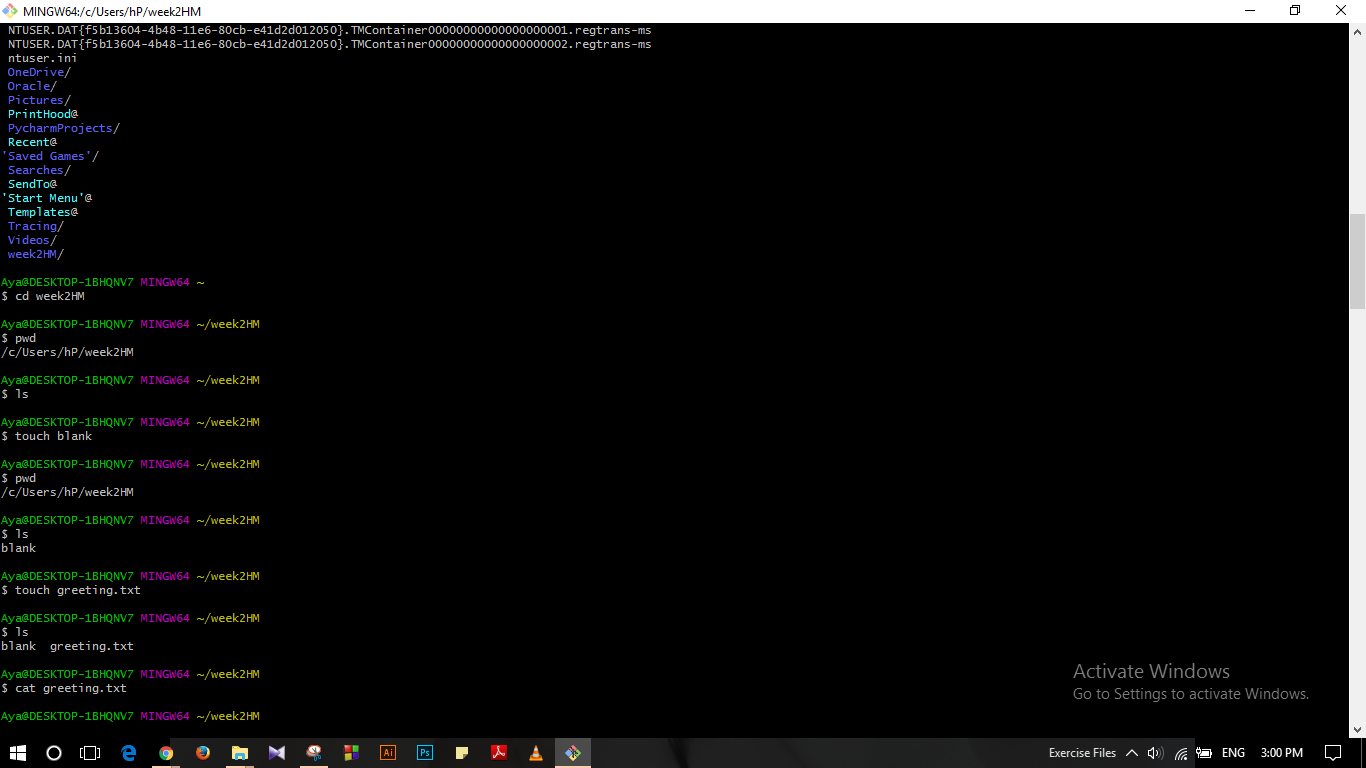 MINGW64:/c/Users/hP/week2HM
NTUSER.DAT{f5b13604-4b48-11e6-80cb-e41d2d012050}.TMContainer00000000000000000001.regtrans-ms
NTUSER.DAT{f5b13604-4b48-11e6-80cb-e41d2d012050}.TMContainer00000000000000000002.regtrans-ms
ntuser.ini
OneDrive/
Oracle/
Pictures/
PrintHood@
PycharmProjects/
Recent@
'Saved Games'/
Searches/
SendTo@
'Start Menu'@
Templates@
Tracing/
Videos/
week2HM/
Aya@DESKTOP-1BHQNV7 MINGW64 ~
$ cd week2HM
Aya@DESKTOP-1BHQNV7 MINGW64 ~/week2HM
$ pwd
/c/Users/hP/week2HM
Aya@DESKTOP-1BHQNV7 MINGW64 ~/week2HM
$ ls
Aya@DESKTOP-1BHQNV7 MINGW64 ~/week2HM
$ touch blank
Aya@DESKTOP-1BHQNV7 MINGW64 ~/week2HM
$ pwd
/c/Users/hP/week2HM
Aya@DESKTOP-1BHQNV7 MINGW64 ~/week2HM
$ ls
blank
Aya@DESKTOP-1BHQNV7 MINGW64 ~/week2HM
$ touch greeting.txt
Aya@DESKTOP-1BHQNV7 MINGW64 ~/week2HM
$ ls
blank  greeting.txt
Aya@DESKTOP-1BHQNV7 MINGW64 ~/week2HM
$ cat greeting.txt
Aya@DESKTOP-1BHQNV7 MINGW64 ~/week2HM
Activate Windows
Go to Settings to activate Windows.
Ai Ps Exercise Files ENG 3:00 PM